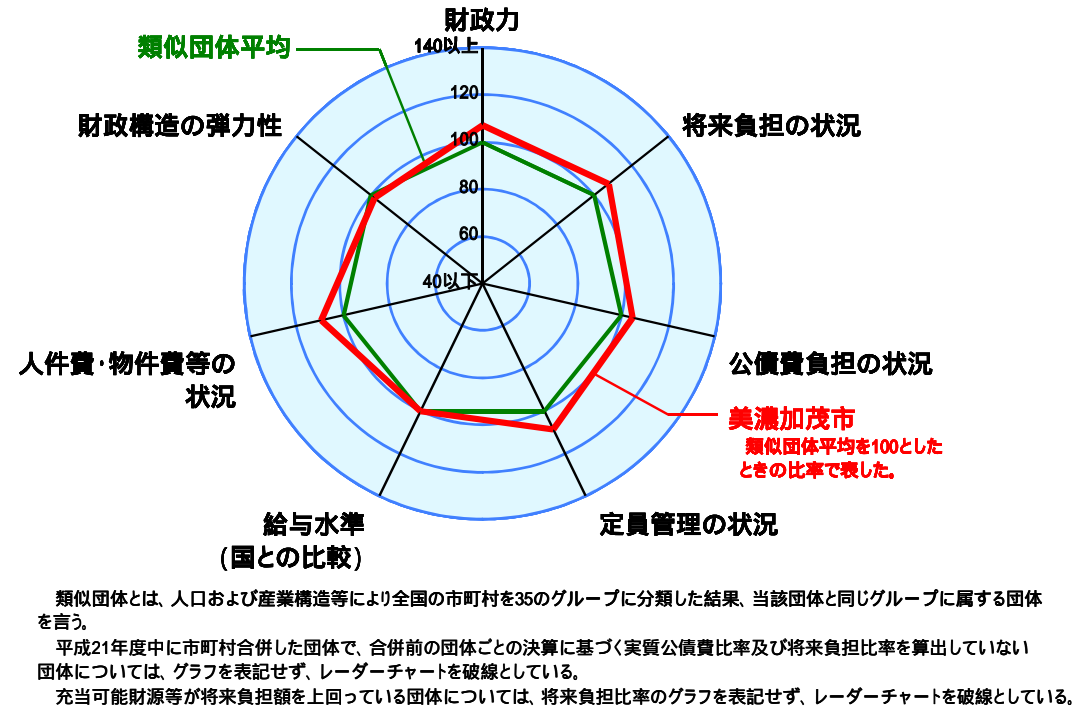 財政力
類似団体平均
140以上
120
100
80
60
40以下
財政構造の弾力性
将来負担の状況
人件費・物件費等の
状況
公債費負担の状況
美濃加茂市
類似団体平均を100とした
ときの比率で表した。
給与水準
(国との比較)
定員管理の状況
類似団体とは、人口および産業構造等により全国の市町村を35のグループに分類した結果、当該団体と同じグループに属する団体
を言う。
平成21年度中に市町村合併した団体で、合併前の団体ごとの決算に基づく実質公債費比率及び将来負担比率を算出していない
団体については、グラフを表記せず、レーダーチャートを破線としている。
充当可能財源等が将来負担額を上回っている団体については、将来負担比率のグラフを表記せず、レーダーチャートを破線としている。